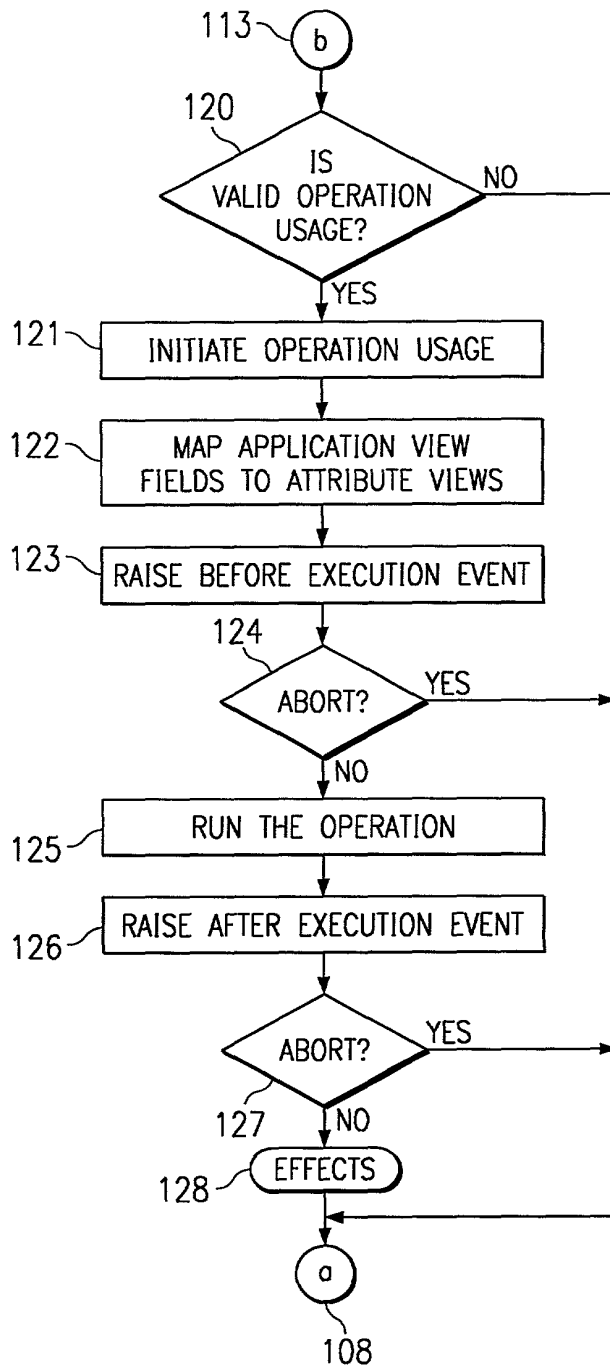 113
b
120
IS
VALID OPERATION
USAGE?
NO
YES
121
INITIATE OPERATION USAGE
122
MAP APPLICATION VIEW
FIELDS TO ATTRIBUTE VIEWS
123
RAISE BEFORE EXECUTION EVENT
124
ABORT?
YES
NO
125
RUN THE OPERATION
126
RAISE AFTER EXECUTION EVENT
ABORT?
YES
127
NO
128
EFFECTS
a
108